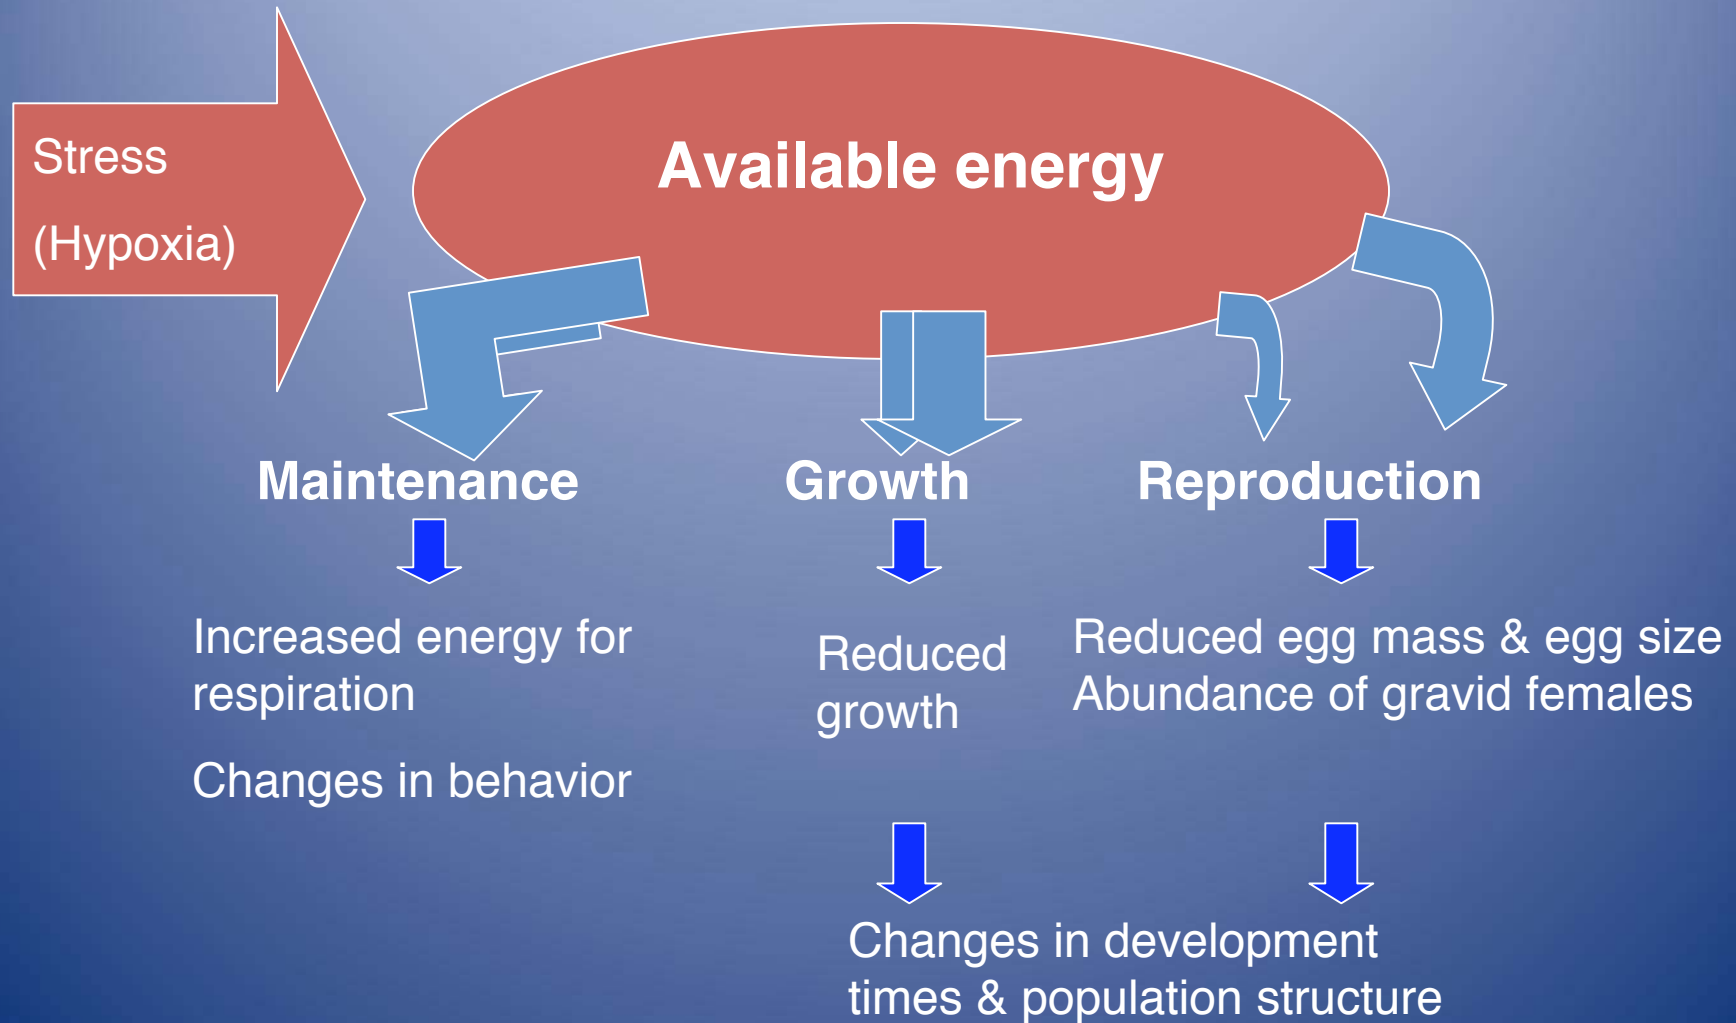 Stress
(Hypoxia)
Available energy
Maintenance
Growth
Reproduction
Increased energy for
respiration
Changes in behavior
Reduced
growth
Reduced egg mass & egg size
Abundance of gravid females
Changes in development
times & population structure